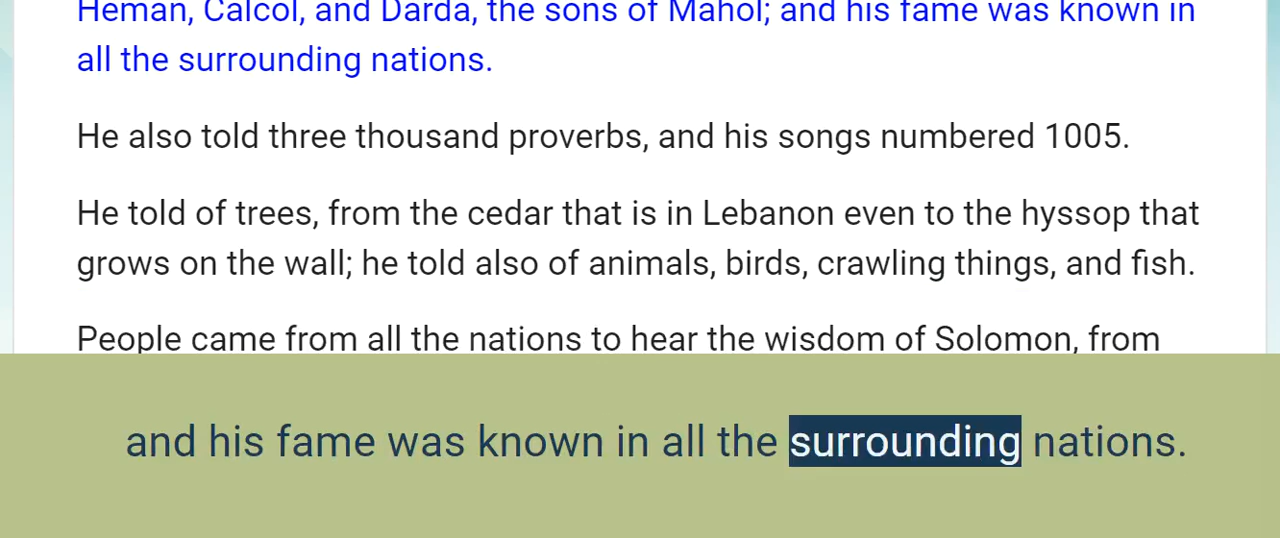 Heman, Calcol, and Darda, the sons of Mahol; and his fame was known in
all the surrounding nations.
He also told three thousand proverbs, and his songs numbered 1005.
He told of trees, from the cedar that is in Lebanon even to the hyssop that
grows on the wall; he told also of animals, birds, crawling things, and fish.
People came from all the nations to hear the wisdom of Solomon, from
and his fame was known in all the surrounding nations.